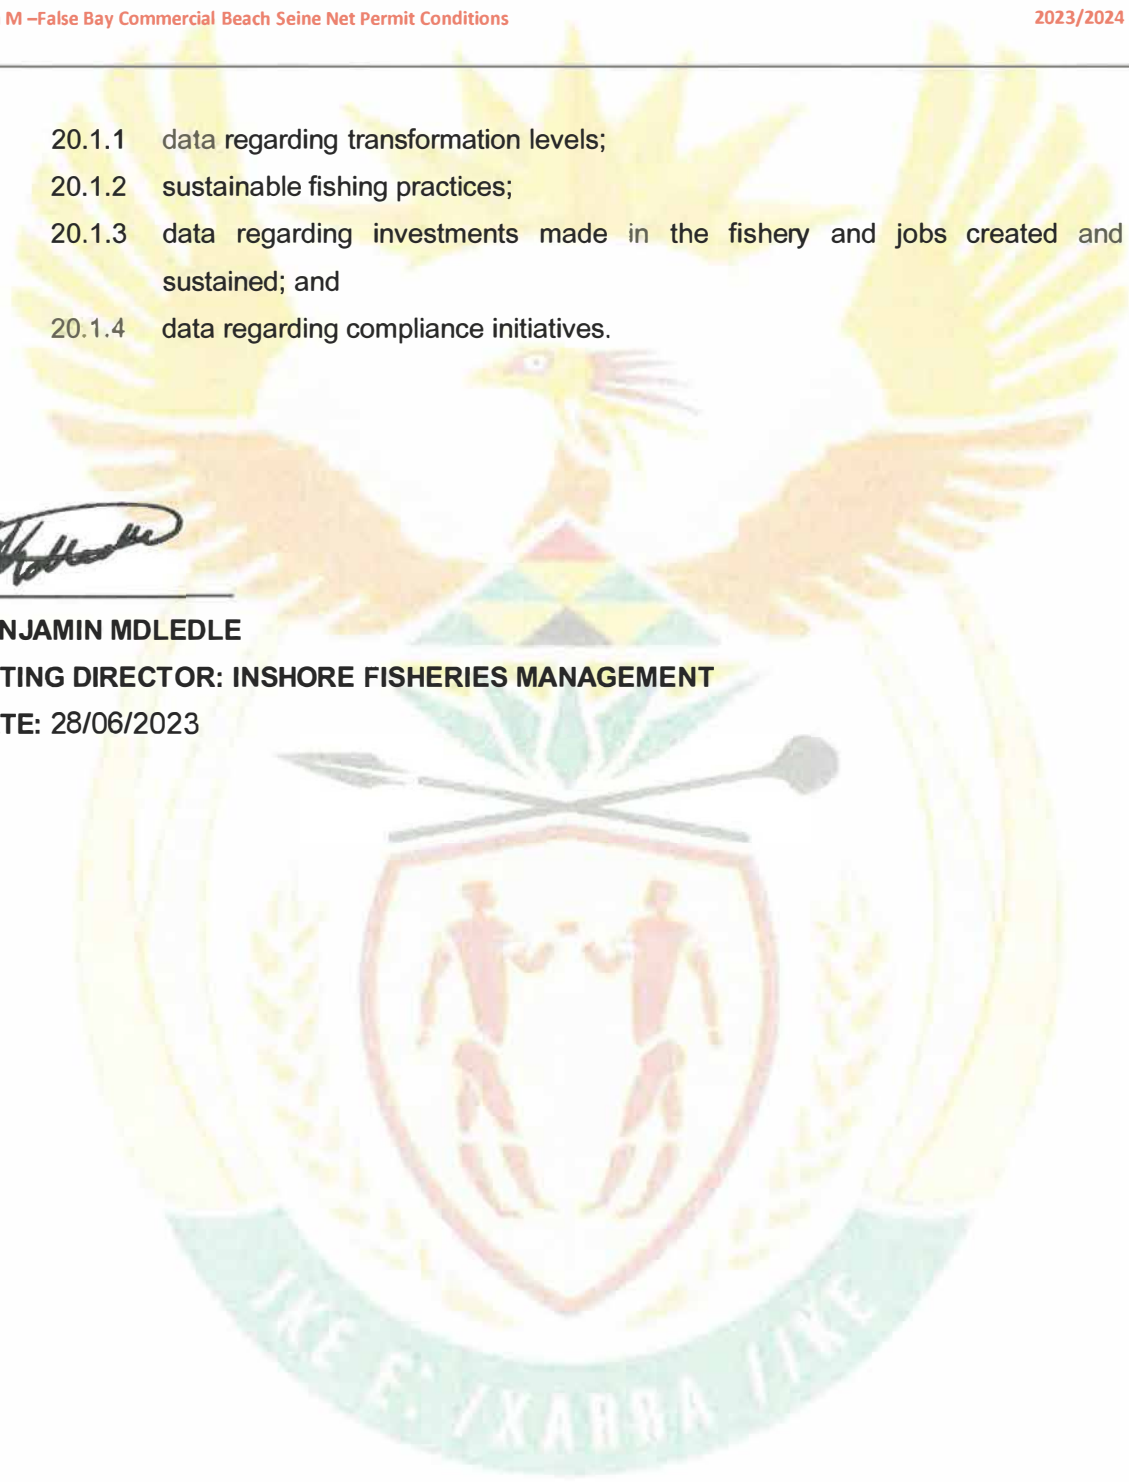 M –False Bay Commercial Beach Seine Net Permit Conditions 2023/2024
20.1.1 data regarding transformation levels;
20.1.2 sustainable fishing practices;
20.1.3 data regarding investments made in the fishery and jobs created and
sustained; and
20.1.4 data regarding compliance initiatives.
NJAMIN MDLEDLE
TING DIRECTOR: INSHORE FISHERIES MANAGEMENT
TE: 28/06/2023
!KE E: /XARRA //KE